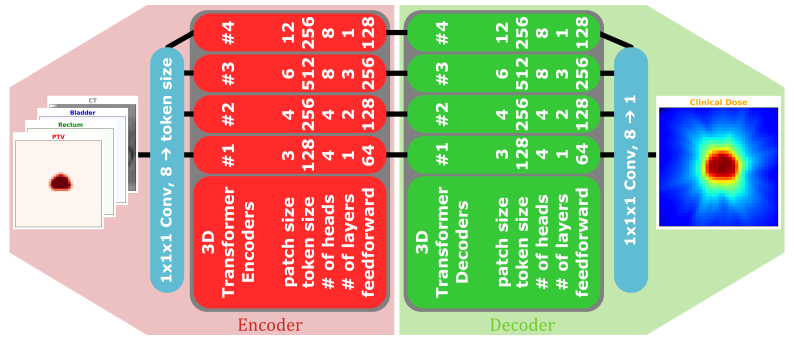 CT
Bladder
Rectum
PTV
1x1x1 Conv, 8 → token size
3D
Transformer
Encoders
patch size
token size
# of heads
# of layers
feedforward
#1
3
128
4
1
64
#2
4
256
4
2
128
#3
6
512
8
3
256
#4
12
256
8
1
128
Encoder
3D
Transformer
Decoders
patch size
token size
# of heads
# of layers
feedforward
#1
3
128
4
1
64
#2
4
256
4
2
128
#3
6
512
8
3
256
#4
12
256
8
1
128
Decoder
1x1x1 Conv, 8 → 1
Clinical Dose